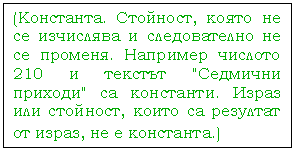 (Константа. Стойност, която не
се изчислява и следователно не
се променя. Например числото
210 и текстът "Седмични
приходи" са константи. Израз
или стойност, които са резултат
от израз, не е константа.)